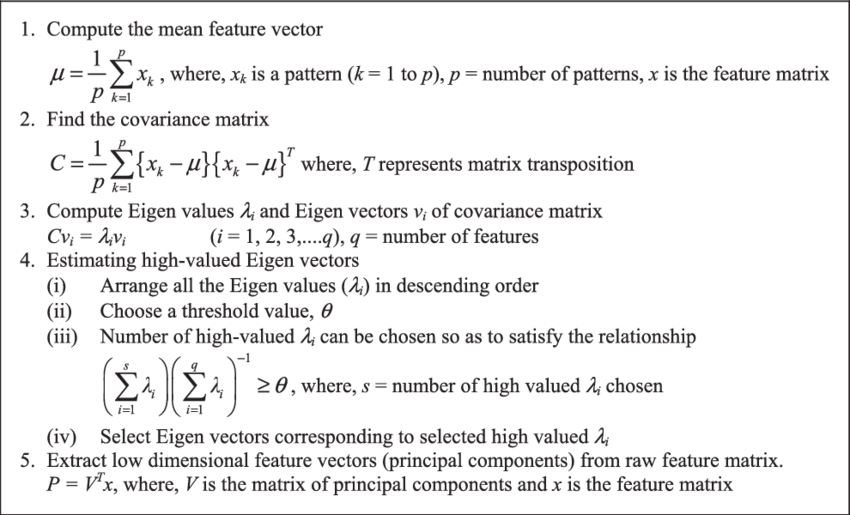 1. Compute the mean feature vector
μ = 1/p ∑_{k=1}^{p} x_k , where, x_k is a pattern (k = 1 to p), p = number of patterns, x is the feature matrix
2. Find the covariance matrix
C = 1/p ∑_{k=1}^{p} {x_k − μ}{x_k − μ}^T where, T represents matrix transposition
3. Compute Eigen values λ_i and Eigen vectors v_i of covariance matrix
Cv_i = λ_i v_i (i = 1, 2, 3,....q), q = number of features
4. Estimating high-valued Eigen vectors
(i) Arrange all the Eigen values (λ_i) in descending order
(ii) Choose a threshold value, θ
(iii) Number of high-valued λ_i can be chosen so as to satisfy the relationship
(∑_{i=1}^{s} λ_i)(∑_{i=1}^{q} λ_i)^{−1} ≥ θ , where, s = number of high valued λ_i chosen
(iv) Select Eigen vectors corresponding to selected high valued λ_i
5. Extract low dimensional feature vectors (principal components) from raw feature matrix.
P = V^T x, where, V is the matrix of principal components and x is the feature matrix